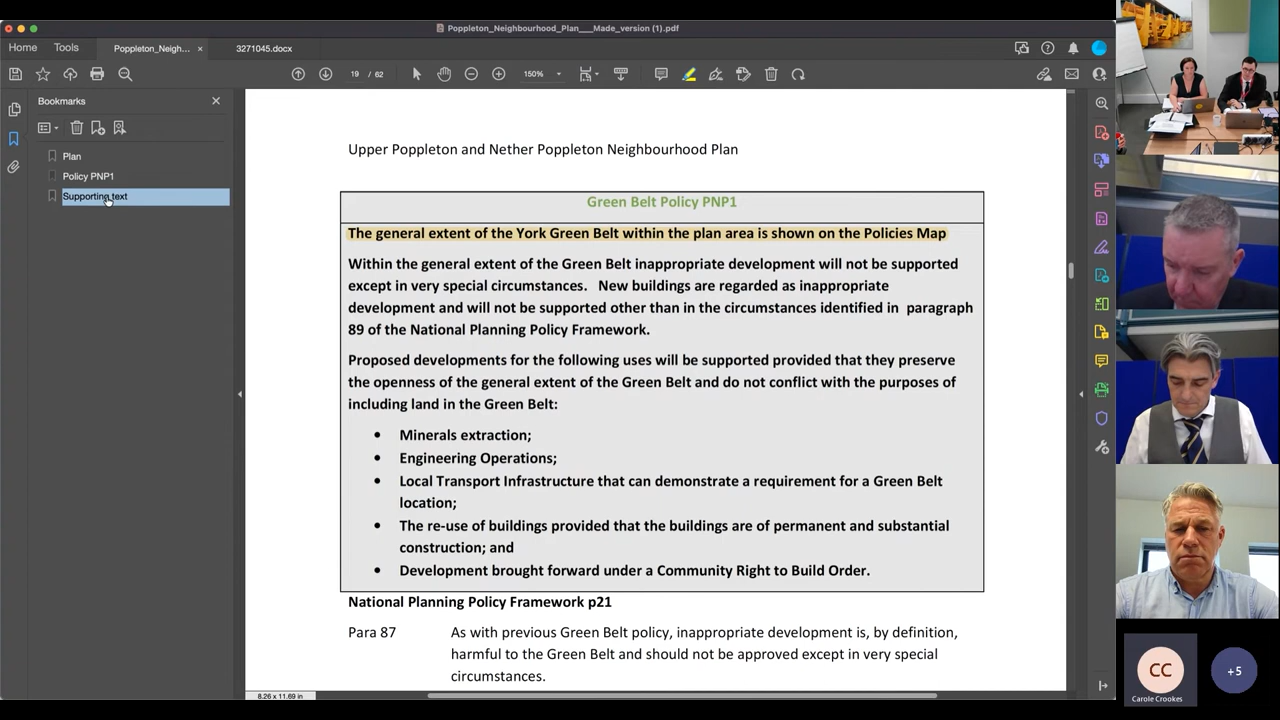 Poppleton_Neighbourhood_Plan___Made_version (1).pdf
Home
Tools
Poppleton_Neigh...
3271045.docx
19 / 62
150%
Bookmarks
Plan
Policy PNP1
Supporting text
Upper Poppleton and Nether Poppleton Neighbourhood Plan
Green Belt Policy PNP1
The general extent of the York Green Belt within the plan area is shown on the Policies Map
Within the general extent of the Green Belt inappropriate development will not be supported
except in very special circumstances. New buildings are regarded as inappropriate
development and will not be supported other than in the circumstances identified in paragraph
89 of the National Planning Policy Framework.
Proposed developments for the following uses will be supported provided that they preserve
the openness of the general extent of the Green Belt and do not conflict with the purposes of
including land in the Green Belt:
• Minerals extraction;
• Engineering Operations;
• Local Transport Infrastructure that can demonstrate a requirement for a Green Belt
location;
• The re-use of buildings provided that the buildings are of permanent and substantial
construction; and
• Development brought forward under a Community Right to Build Order.
National Planning Policy Framework p21
Para 87 As with previous Green Belt policy, inappropriate development is, by definition,
harmful to the Green Belt and should not be approved except in very special
circumstances.
8.26 x 11.69 in
CC
Carole Crookes
+5